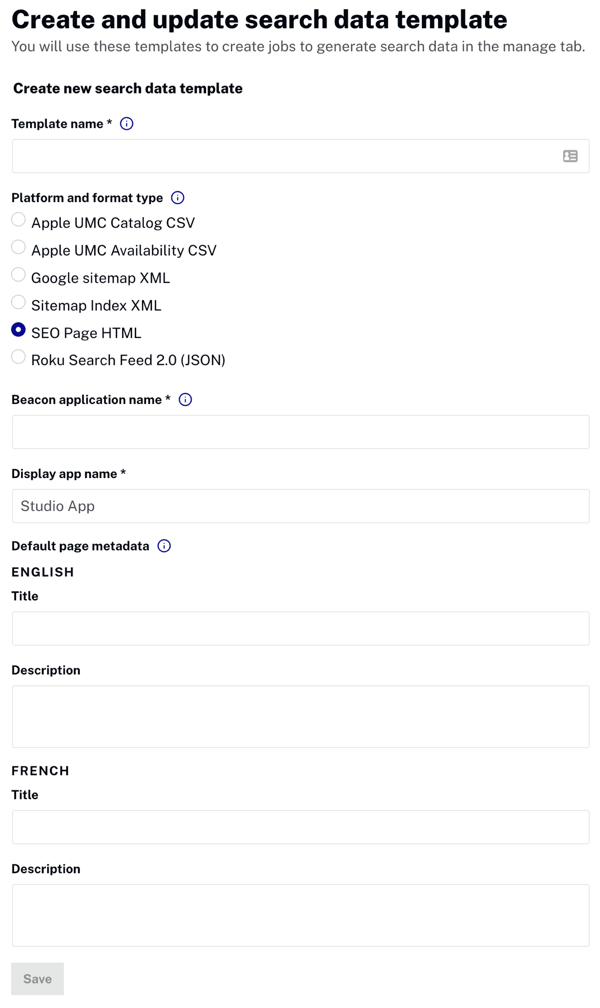 Create and update search data template
You will use these templates to create jobs to generate search data in the manage tab.
Create new search data template
Template name *
Platform and format type
Apple UMC Catalog CSV
Apple UMC Availability CSV
Google sitemap XML
Sitemap Index XML
SEO Page HTML
Roku Search Feed 2.0 (JSON)
Beacon application name *
Display app name *
Studio App
Default page metadata
ENGLISH
Title
Description
FRENCH
Title
Description
Save